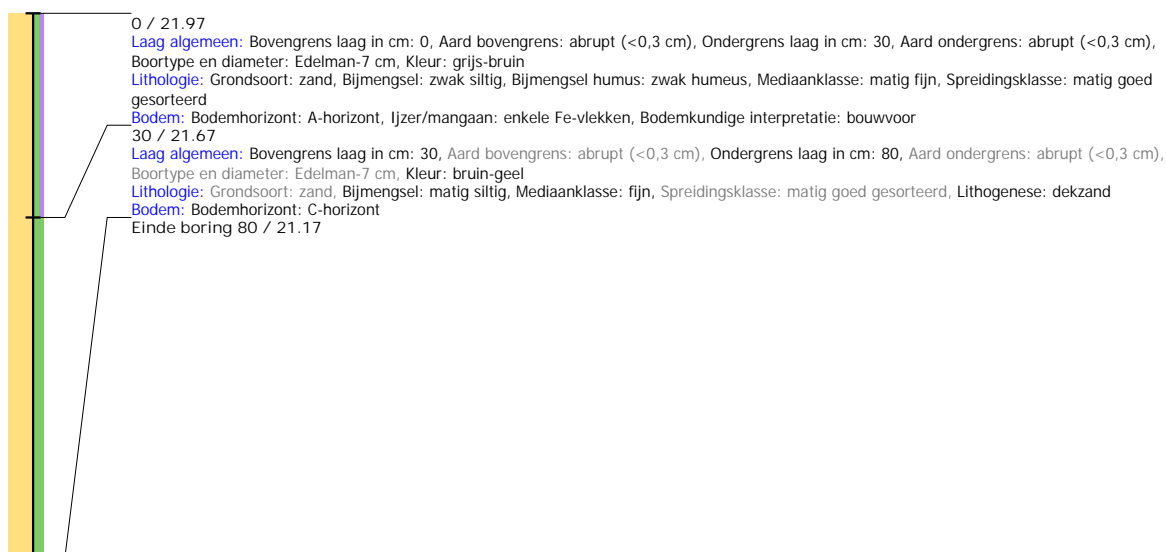 0 / 21.97
Laag algemeen: Bovengrens laag in cm: 0, Aard bovengrens: abrupt (<0,3 cm), Ondergrens laag in cm: 30, Aard ondergrens: abrupt (<0,3 cm),
Boortype en diameter: Edelman-7 cm, Kleur: grijs-bruin
Lithologie: Grondsoort: zand, Bijmengsel: zwak siltig, Bijmengsel humus: zwak humeus, Mediaanklasse: matig fijn, Spreidingsklasse: matig goed
gesorteerd
Bodem: Bodemhorizont: A-horizont, Ijzer/mangaan: enkele Fe-vlekken, Bodemkundige interpretatie: bouwvoor
30 / 21.67
Laag algemeen: Bovengrens laag in cm: 30, Aard bovengrens: abrupt (<0,3 cm), Ondergrens laag in cm: 80, Aard ondergrens: abrupt (<0,3 cm),
Boortype en diameter: Edelman-7 cm, Kleur: bruin-geel
Lithologie: Grondsoort: zand, Bijmengsel: matig siltig, Mediaanklasse: fijn, Spreidingsklasse: matig goed gesorteerd, Lithogenese: dekzand
Bodem: Bodemhorizont: C-horizont
Einde boring 80 / 21.17